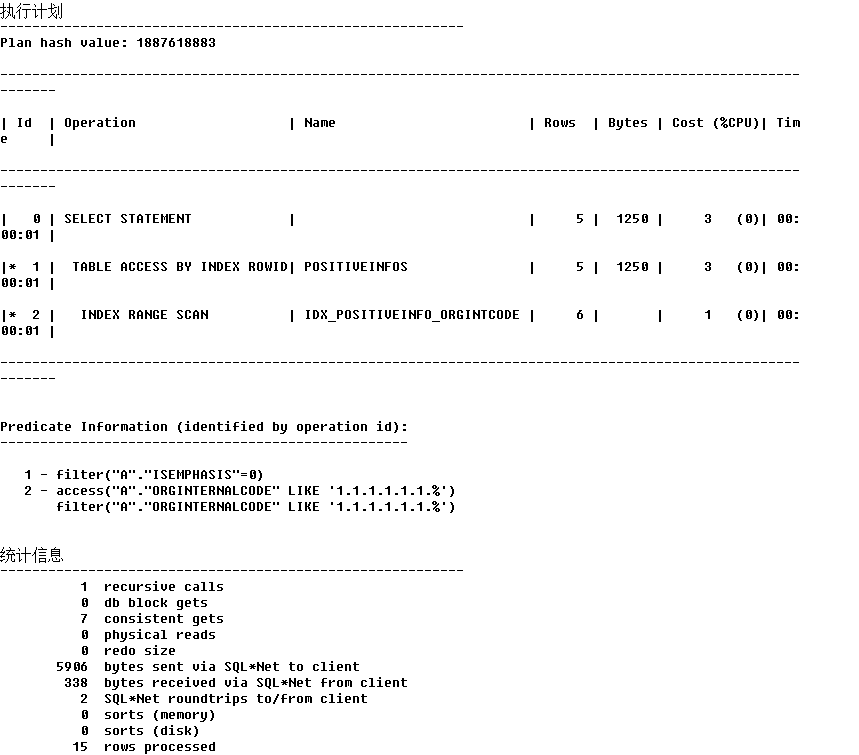 执行计划
----------------------------------------------------------
Plan hash value: 1887618883

----------------------------------------------------------------------------------------------------
-------

| Id  | Operation                   | Name                        | Rows  | Bytes | Cost (%CPU)| Tim
e     |

----------------------------------------------------------------------------------------------------
-------

|   0 | SELECT STATEMENT            |                             |     5 |  1250 |     3   (0)| 00:
00:01 |

|*  1 |  TABLE ACCESS BY INDEX ROWID| POSITIVEINFOS               |     5 |  1250 |     3   (0)| 00:
00:01 |

|*  2 |   INDEX RANGE SCAN          | IDX_POSITIVEINFO_ORGINTCODE |     6 |       |     1   (0)| 00:
00:01 |

----------------------------------------------------------------------------------------------------
-------


Predicate Information (identified by operation id):
---------------------------------------------------

   1 - filter("A"."ISEMPHASIS"=0)
   2 - access("A"."ORGINTERNALCODE" LIKE '1.1.1.1.1.1.%')
       filter("A"."ORGINTERNALCODE" LIKE '1.1.1.1.1.1.%')


统计信息
----------------------------------------------------------
          1  recursive calls
          0  db block gets
          7  consistent gets
          0  physical reads
          0  redo size
       5906  bytes sent via SQL*Net to client
        338  bytes received via SQL*Net from client
          2  SQL*Net roundtrips to/from client
          0  sorts (memory)
          0  sorts (disk)
         15  rows processed